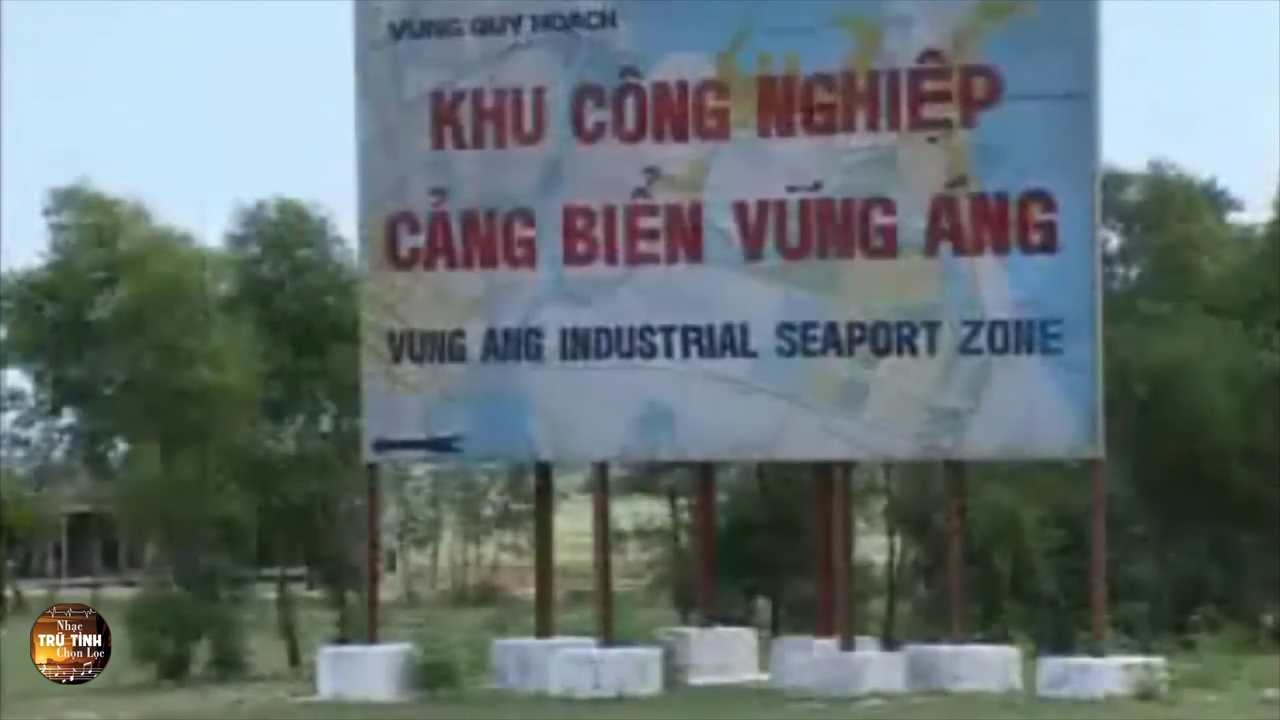 VÙNG QUY HOẠCH
KHU CÔNG NGHIỆP
CẢNG BIỂN VŨNG ÁNG
VUNG ANG INDUSTRIAL SEAPORT ZONE
Nhạc
TRỮ TÌNH
Chọn Lọc